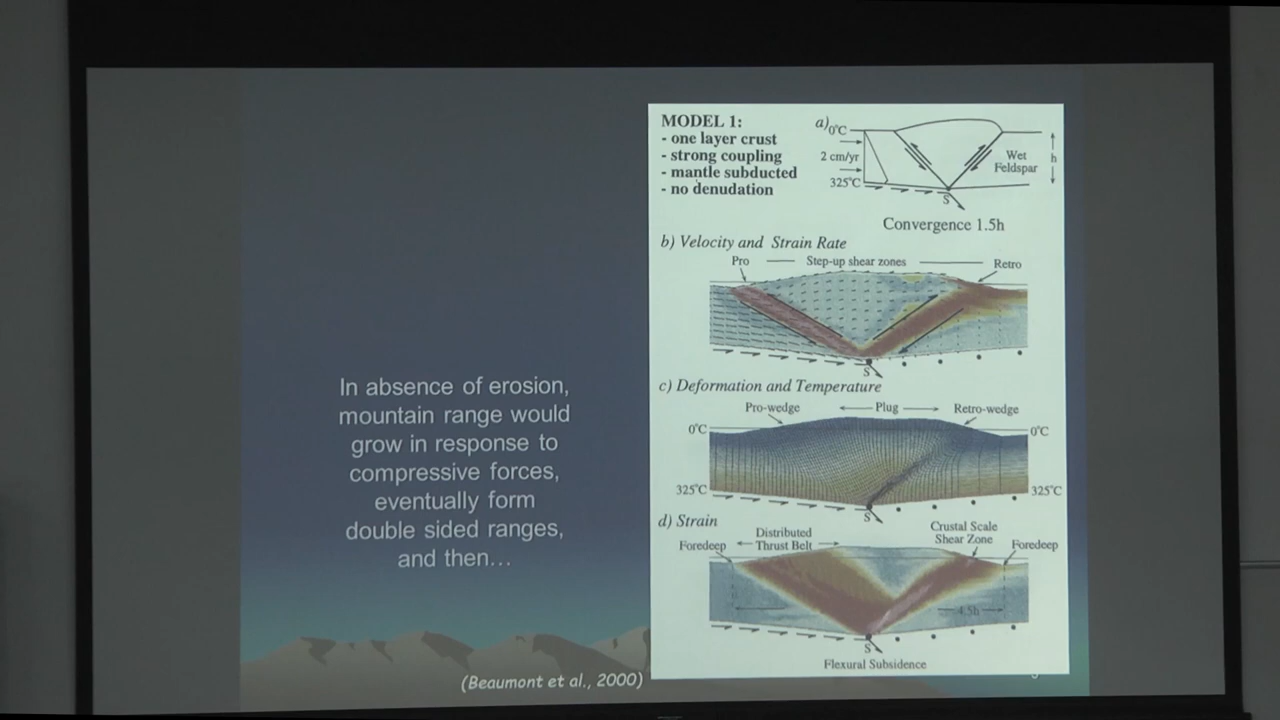 In absence of erosion,
mountain range would
grow in response to
compressive forces,
eventually form
double sided ranges,
and then…
(Beaumont et al., 2000)
MODEL 1:
- one layer crust
- strong coupling
- mantle subducted
- no denudation
a)
0°C
2 cm/yr
325°C
Wet
Feldspar
h
S
Convergence 1.5h
b) Velocity and Strain Rate
Pro
Step-up shear zones
Retro
S
c) Deformation and Temperature
Pro-wedge
Plug
Retro-wedge
0°C
0°C
325°C
325°C
S
d) Strain
Foredeep
Distributed
Thrust Belt
Crustal Scale
Shear Zone
Foredeep
4.5h
S
Flexural Subsidence